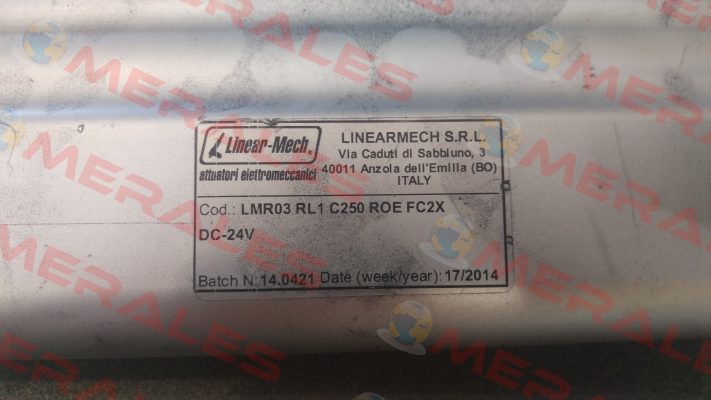 Linear-Mech®
attuatori elettromeccanici
LINEARMECH S.R.L.
Via Caduti di Sabbiuno, 3
40011 Anzola dell'Emilia (BO)
ITALY
Cod.: LMR03 RL1 C250 ROE FC2X
DC-24V
Batch N. 14.0421 Date (week/year): 17/2014
MERALES
MERALES
MERALES
MERALES
MERALES